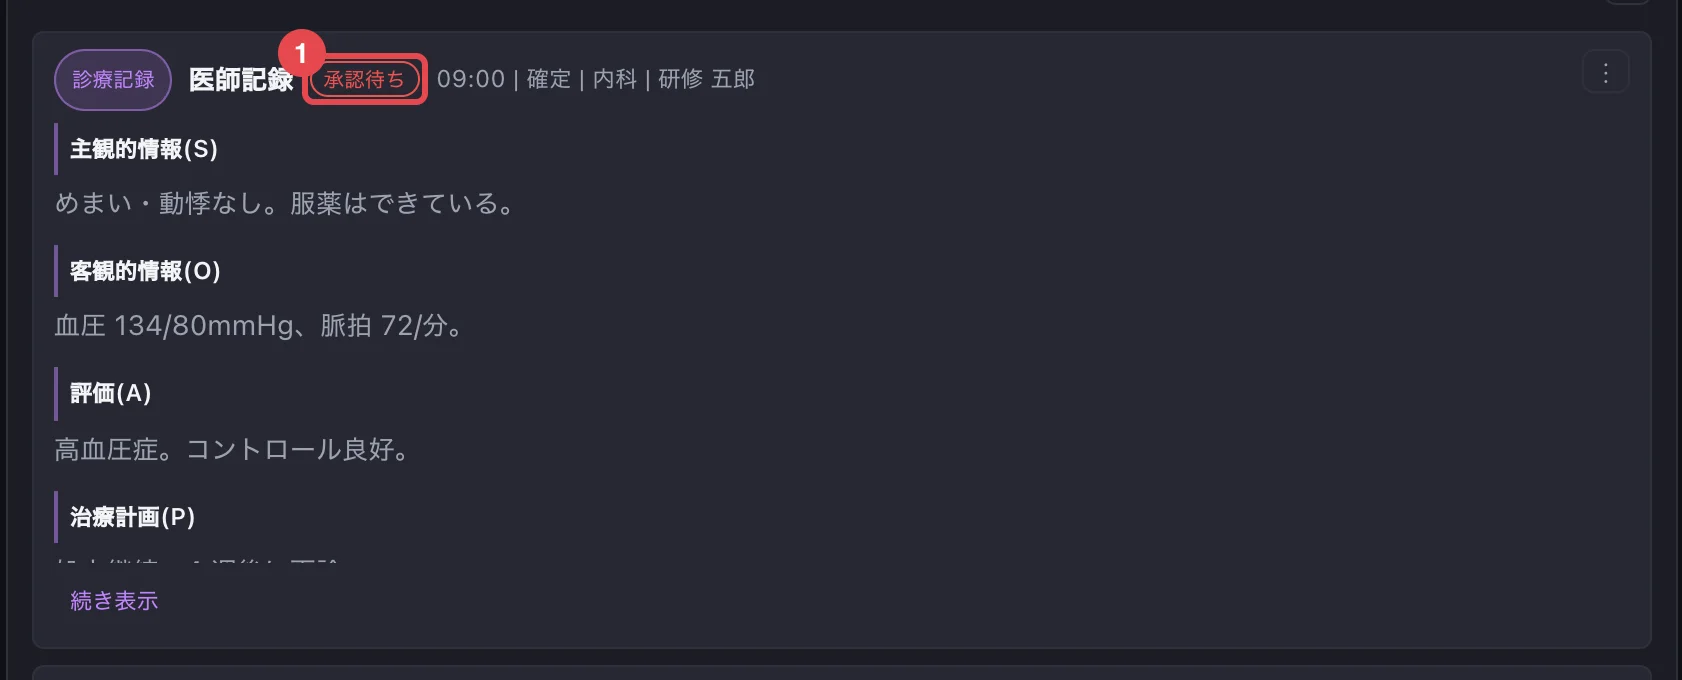 診療記録 医師記録 1 承認待ち 09:00 | 確定 | 内科 | 研修 五郎
主観的情報(S)
めまい・動悸なし。服薬はできている。
客観的情報(O)
血圧 134/80mmHg、脈拍 72/分。
評価(A)
高血圧症。コントロール良好。
治療計画(P)
続き表示